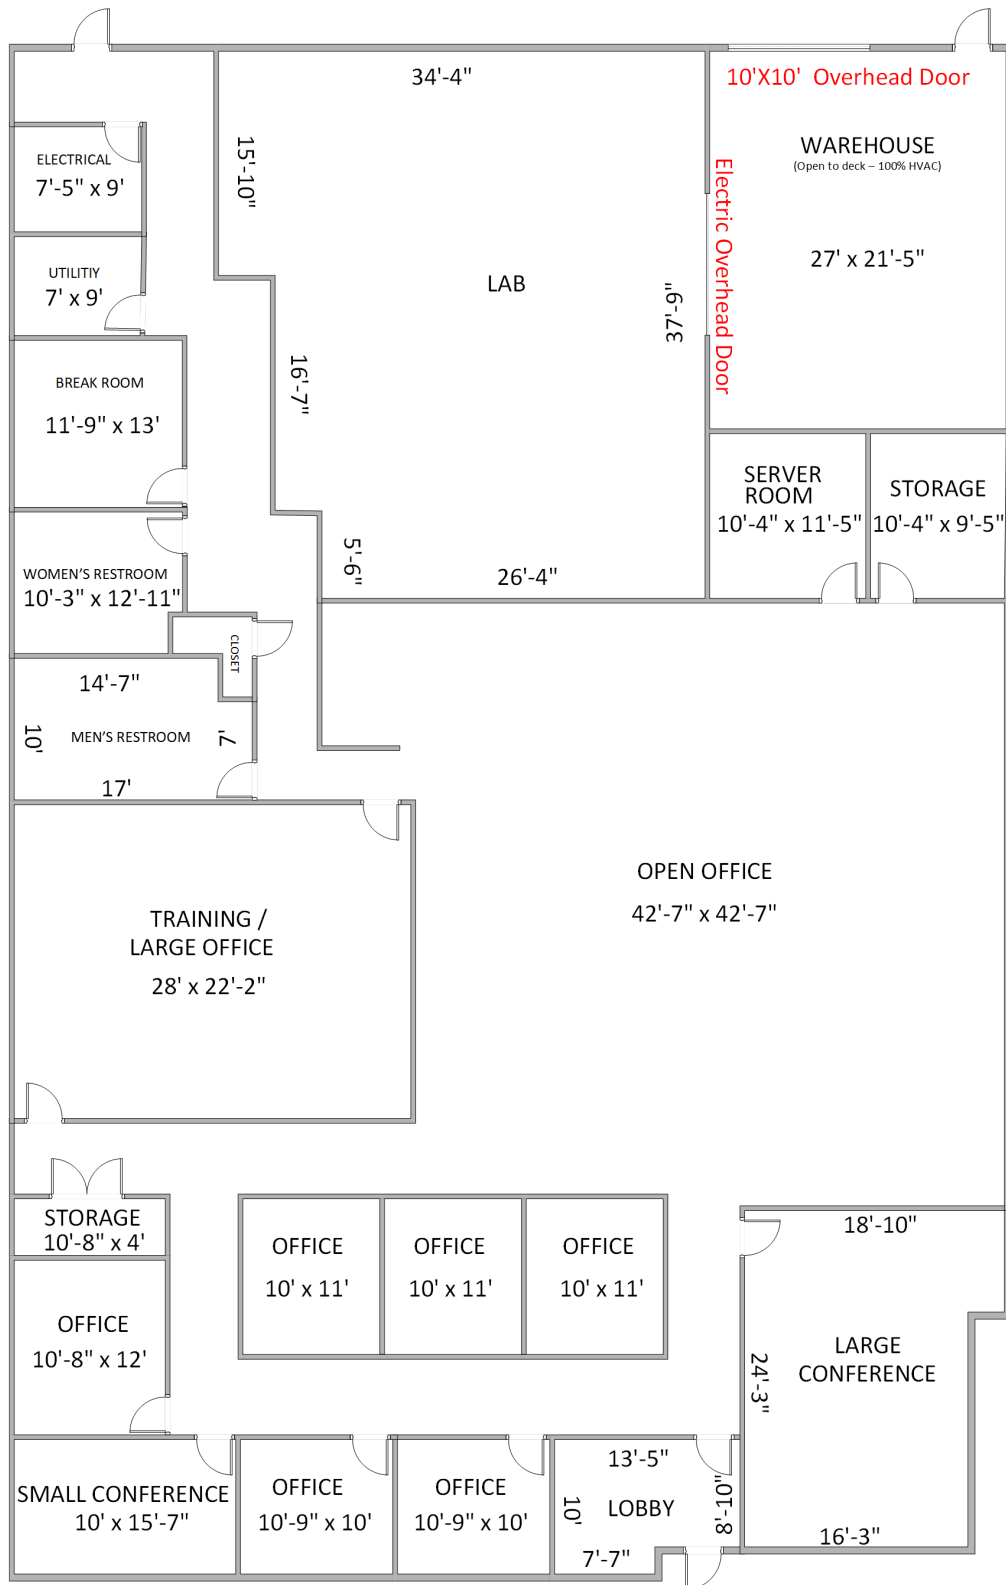 34'-4"
10'X10'  Overhead Door
15'-10"
ELECTRICAL
7'-5" x 9'
WAREHOUSE
(Open to deck – 100% HVAC)
Electric Overhead Door
27' x 21'-5"
UTILITIY
7' x 9'
LAB
37'-9"
16'-7"
BREAK ROOM
11'-9" x 13'
SERVER
ROOM
10'-4" x 11'-5"
STORAGE
10'-4" x 9'-5"
5'-6"
26'-4"
WOMEN'S RESTROOM
10'-3" x 12'-11"
CLOSET
14'-7"
10'
MEN'S RESTROOM
7'
17'
OPEN OFFICE
42'-7" x 42'-7"
TRAINING /
LARGE OFFICE
28' x 22'-2"
STORAGE
10'-8" x 4'
OFFICE
10' x 11'
OFFICE
10' x 11'
OFFICE
10' x 11'
18'-10"
OFFICE
10'-8" x 12'
LARGE
CONFERENCE
24'-3"
16'-3"
SMALL CONFERENCE
10' x 15'-7"
OFFICE
10'-9" x 10'
OFFICE
10'-9" x 10'
13'-5"
10'
LOBBY
8'-10"
7'-7"